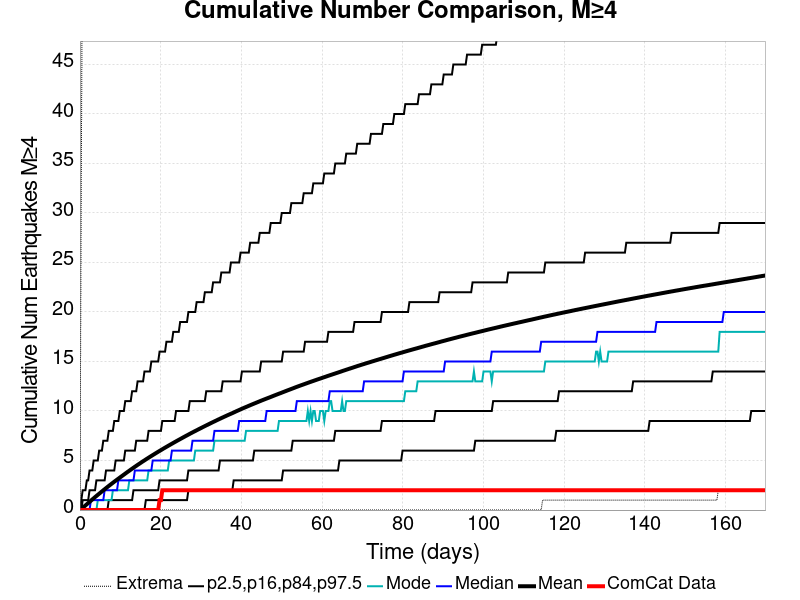 Cumulative Number Comparison, M≥4
Cumulative Num Earthquakes M≥4
45
40
35
30
25
20
15
10
5
0
0 20 40 60 80 100 120 140 160
Time (days)
Extrema p2.5,p16,p84,p97.5 Mode Median Mean ComCat Data